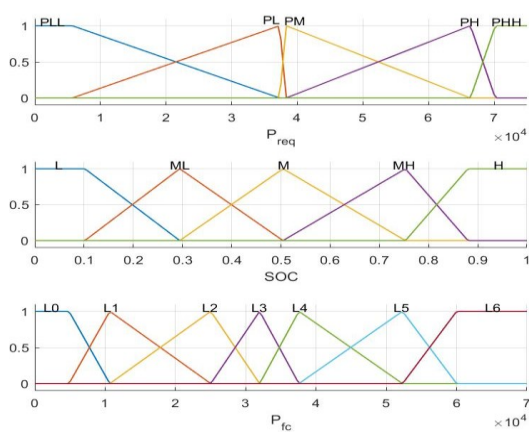 PLL PL PM PH PHH
1
0.5
0
0 1 2 3 4 5 6 7
P_req ×10^4
L ML M MH H
1
0.5
0
0 0.1 0.2 0.3 0.4 0.5 0.6 0.7 0.8 0.9 1
SOC
L0 L1 L2 L3 L4 L5 L6
1
0.5
0
0 1 2 3 4 5 6 7
P_fc ×10^4